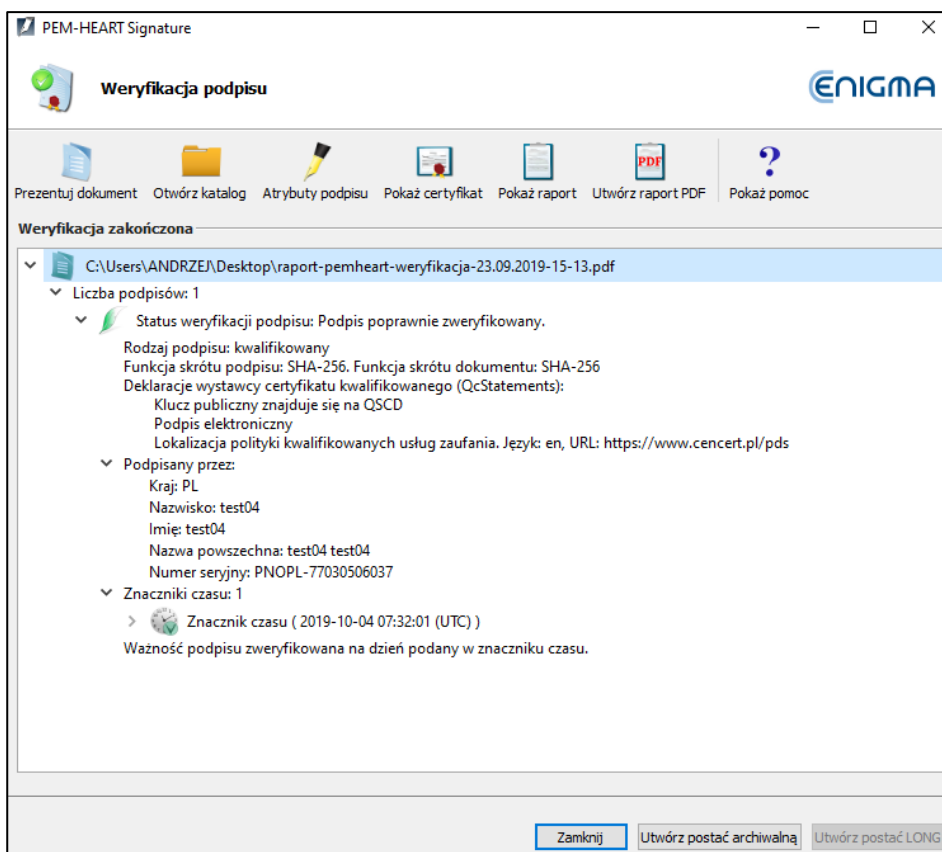 PEM-HEART Signature
Weryfikacja podpisu
ENIGMA
Prezentuj dokument Otwórz katalog Atrybuty podpisu Pokaż certyfikat Pokaż raport PDF Utwórz raport PDF ? Pokaż pomoc
Weryfikacja zakończona
C:\Users\ANDRZEJ\Desktop\raport-pemheart-weryfikacja-23.09.2019-15-13.pdf
Liczba podpisów: 1
Status weryfikacji podpisu: Podpis poprawnie zweryfikowany.
Rodzaj podpisu: kwalifikowany
Funkcja skrótu podpisu: SHA-256. Funkcja skrótu dokumentu: SHA-256
Deklaracje wystawcy certyfikatu kwalifikowanego (QcStatements):
Klucz publiczny znajduje się na QSCD
Podpis elektroniczny
Lokalizacja polityki kwalifikowanych usług zaufania. Język: en, URL: https://www.cencert.pl/pds
Podpisany przez:
Kraj: PL
Nazwisko: test04
Imię: test04
Nazwa powszechna: test04 test04
Numer seryjny: PNOPL-77030506037
Znaczniki czasu: 1
Znacznik czasu ( 2019-10-04 07:32:01 (UTC) )
Ważność podpisu zweryfikowana na dzień podany w znaczniku czasu.
Zamknij Utwórz postać archiwalną Utwórz postać LONG